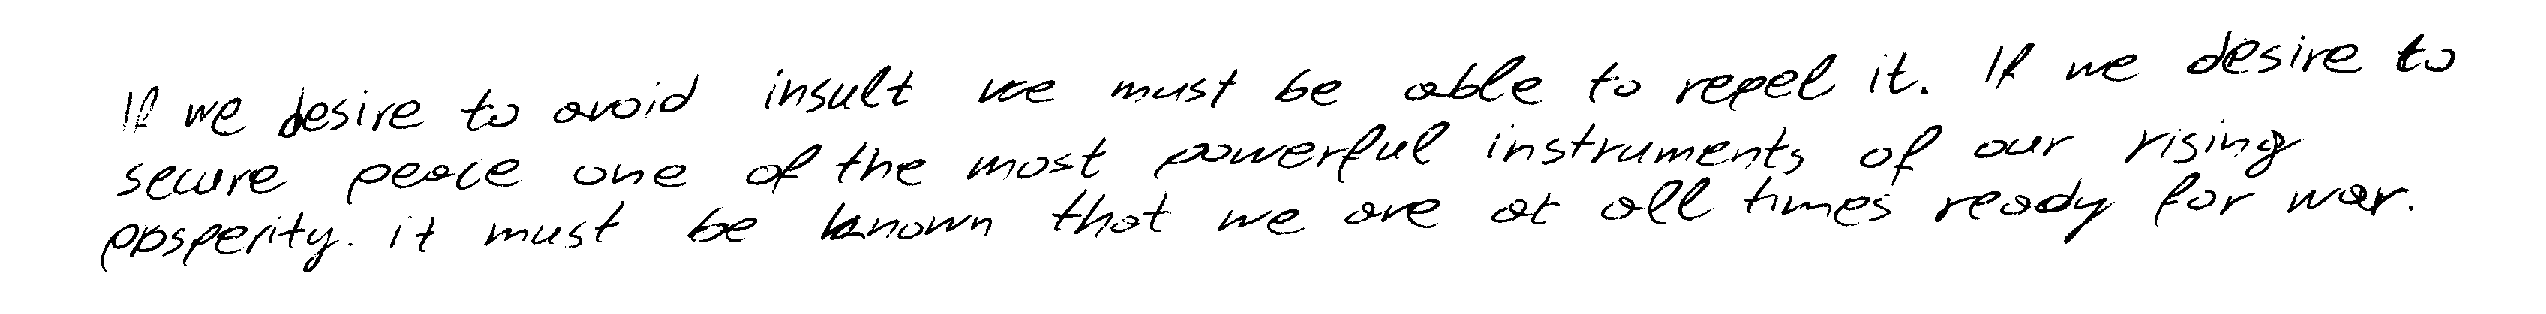 If we desire to avoid insult we must be able to repel it. If we desire to
secure peace one of the most powerful instruments of our rising
ppsperity. it must be known that we are at all times ready for war.